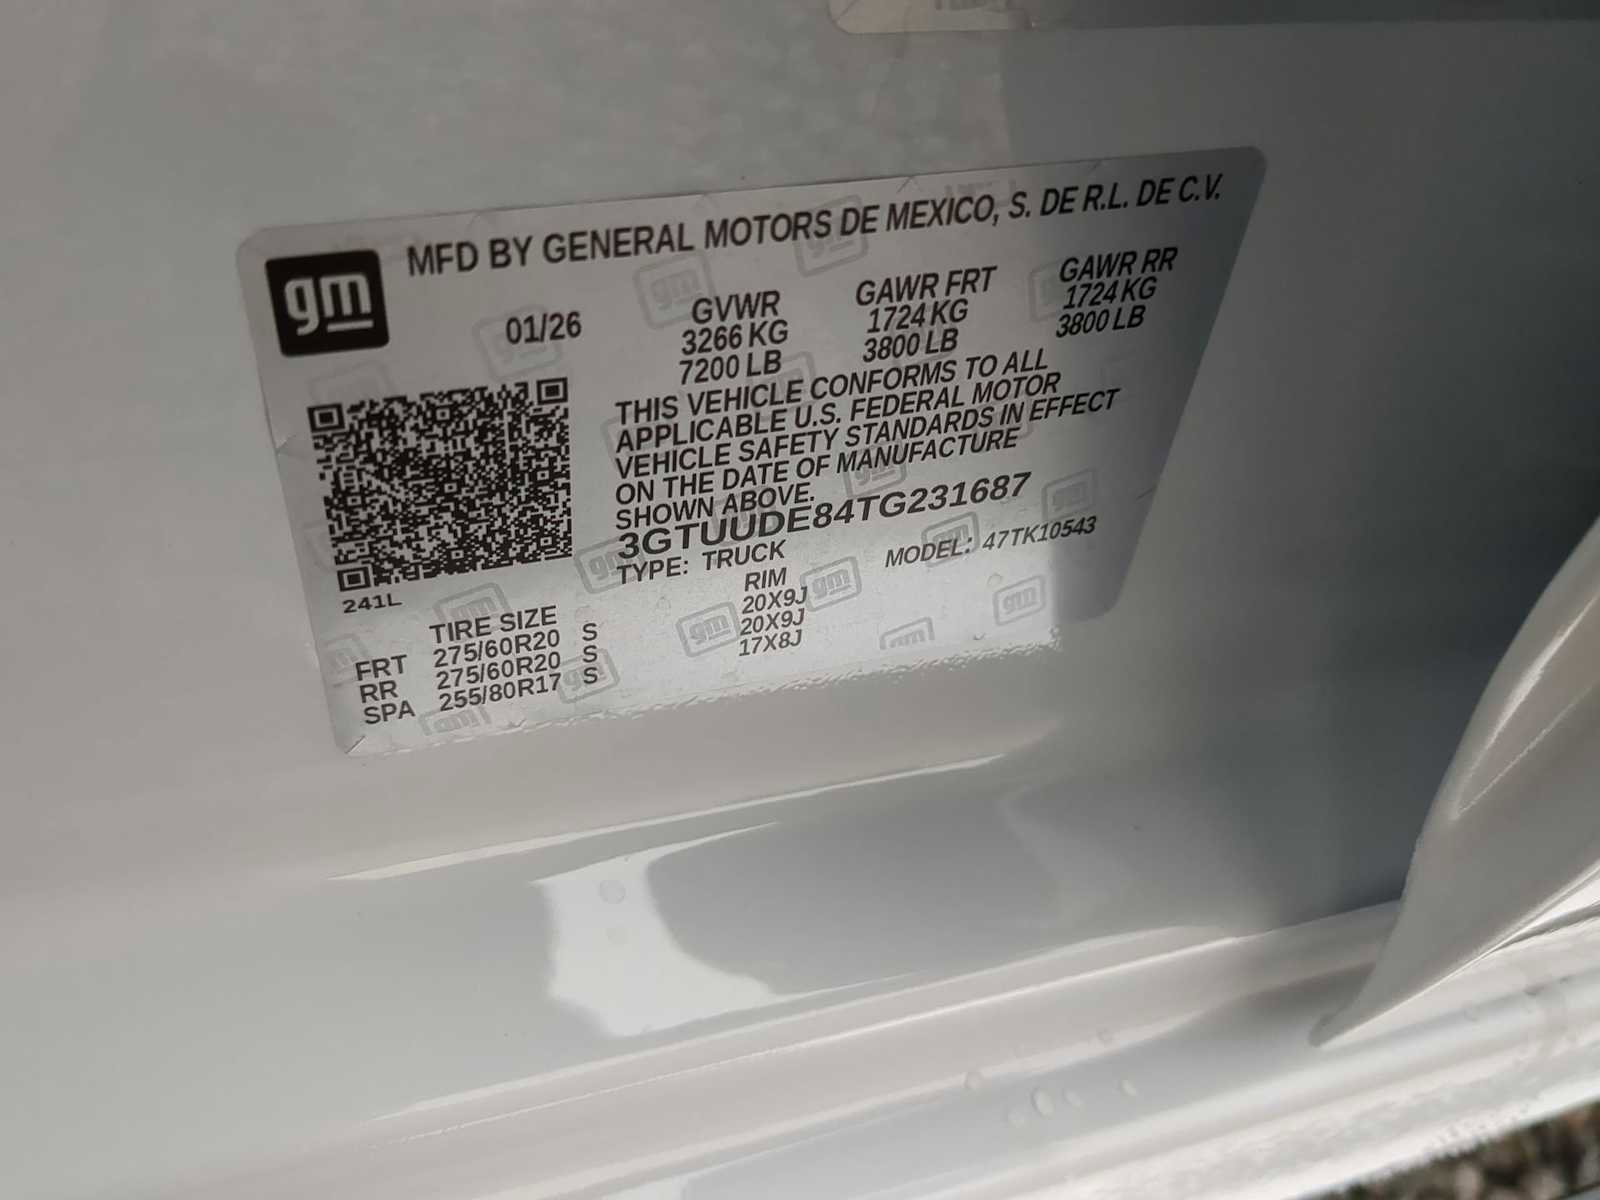 gm
MFD BY GENERAL MOTORS DE MEXICO, S. DE R.L. DE C.V.
01/26
GVWR
3266 KG
7200 LB
GAWR FRT
1724 KG
3800 LB
GAWR RR
1724 KG
3800 LB
THIS VEHICLE CONFORMS TO ALL
APPLICABLE U.S. FEDERAL MOTOR
VEHICLE SAFETY STANDARDS IN EFFECT
ON THE DATE OF MANUFACTURE
SHOWN ABOVE.
3GTUUDE84TG231687
TYPE: TRUCK MODEL: 47TK10543
241L
TIRE SIZE RIM
FRT 275/60R20 S 20X9J
RR 275/60R20 S 20X9J
SPA 255/80R17 S 17X8J